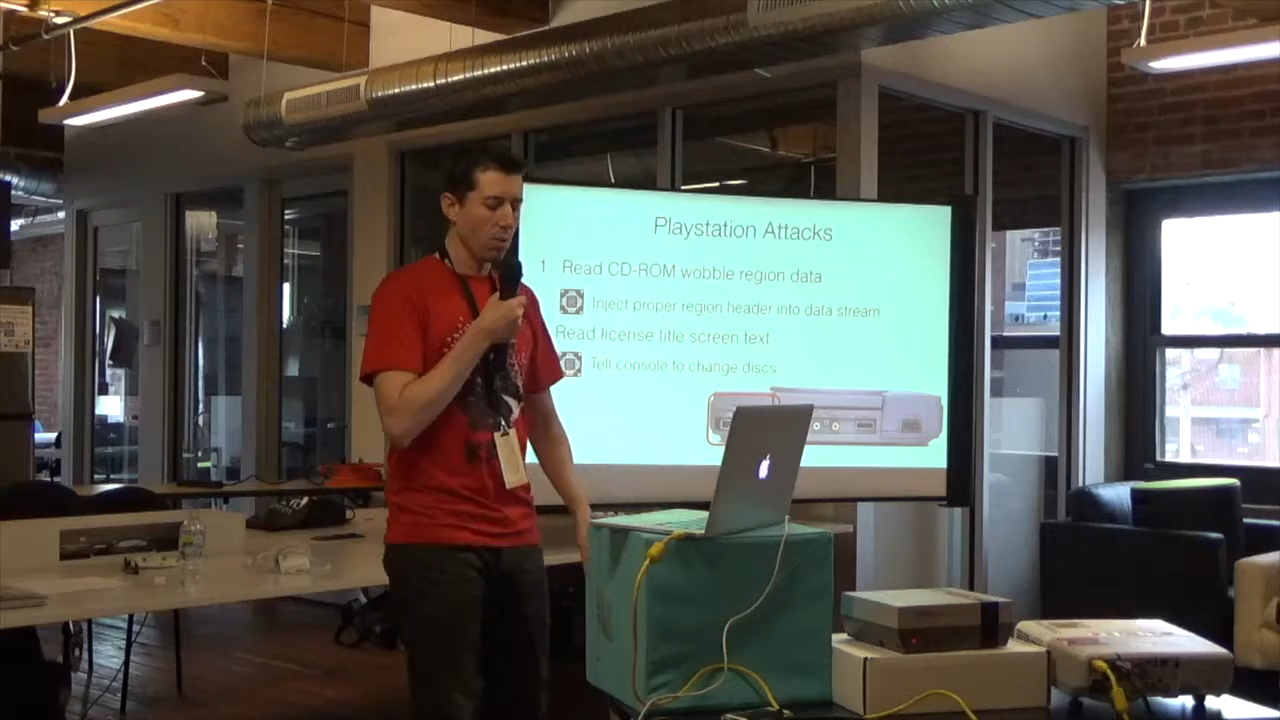 Playstation Attacks
1. Read CD-ROM wobble region data
Inject proper region header into data stream
Read license title screen text
Tell console to change discs